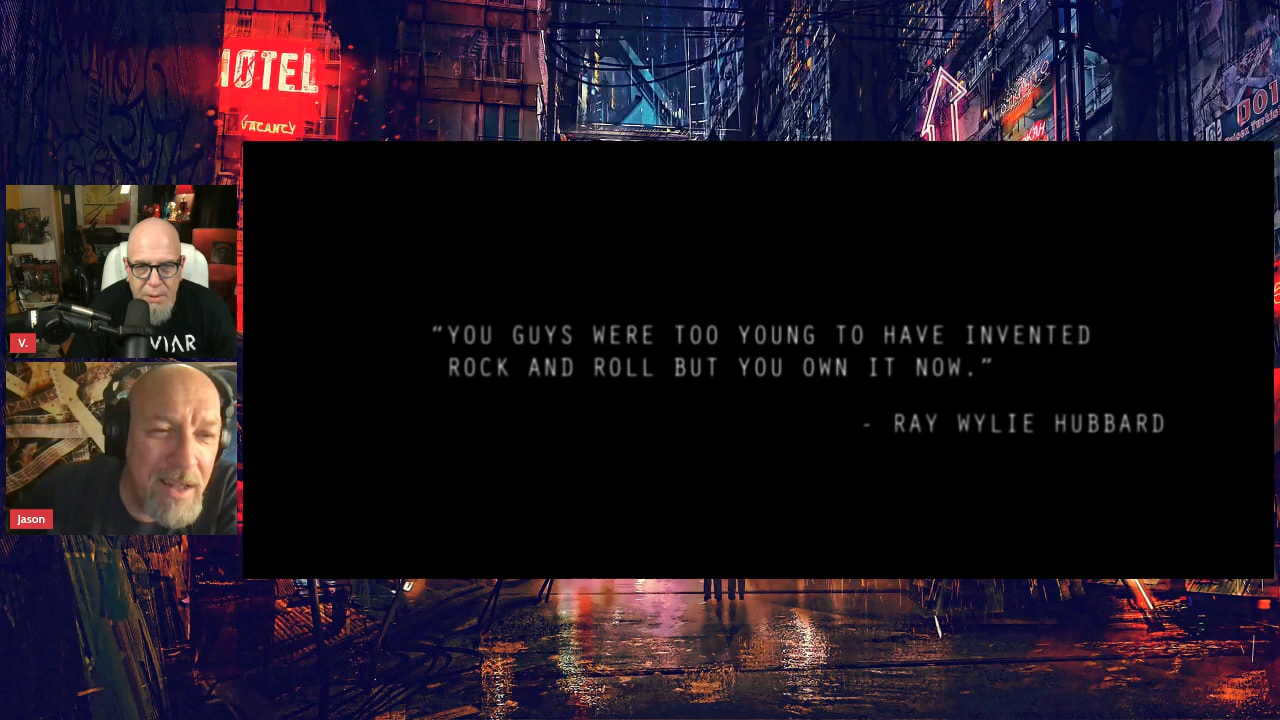 HOTEL
VACANCY
V.
Jason
“YOU GUYS WERE TOO YOUNG TO HAVE INVENTED
ROCK AND ROLL BUT YOU OWN IT NOW.”
- RAY WYLIE HUBBARD